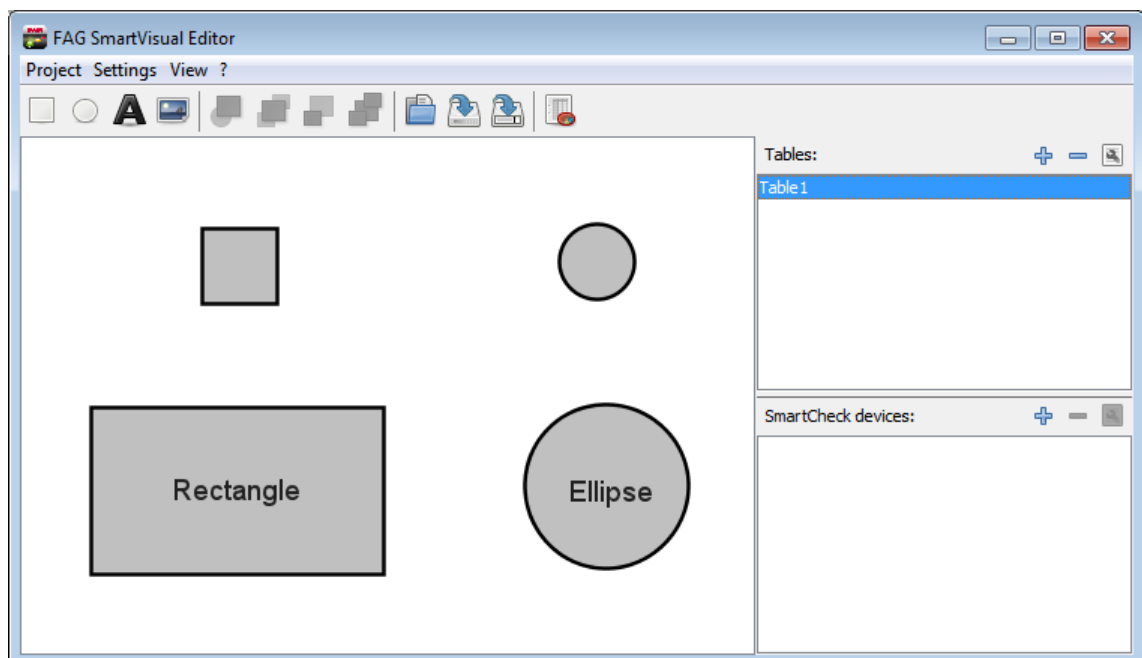 FAG SmartVisual Editor
Project Settings View ?
A
Tables:
Table1
SmartCheck devices:
Rectangle
Ellipse